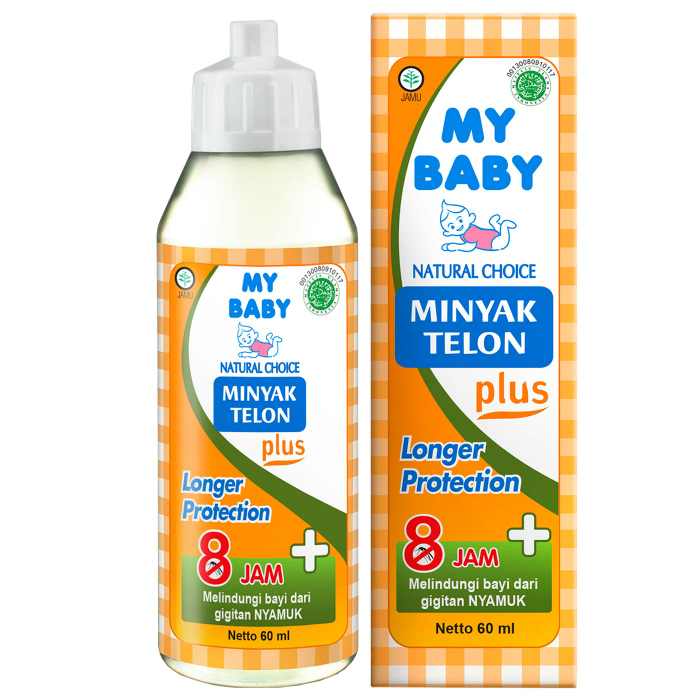 JAMU
00130080910117
MY
BABY
NATURAL CHOICE
MINYAK
TELON
plus
Longer
Protection
8 JAM +
Melindungi bayi dari
gigitan NYAMUK
Netto 60 ml
JAMU
00130080910117
MY
BABY
NATURAL CHOICE
MINYAK
TELON
plus
Longer
Protection
8 JAM +
Melindungi bayi dari
gigitan NYAMUK
Netto 60 ml